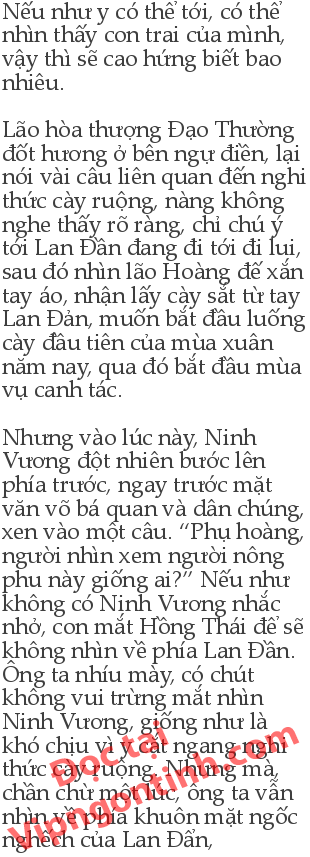 Nếu như y có thể tới, có thể
nhìn thấy con trai của mình,
vậy thì sẽ cao hứng biết bao
nhiêu.
Lão hòa thượng Đạo Thường
đốt hương ở bên ngự điền, lại
nói vài câu liên quan đến nghi
thức cày ruộng, nàng không
nghe thấy rõ ràng, chỉ chú ý
tới Lan Đần đang đi tới đi lui,
sau đó nhìn lão Hoàng đế xắn
tay áo, nhận lấy cày sắt từ tay
Lan Đản, muốn bắt đầu luống
cày đầu tiên của mùa xuân
năm nay, qua đó bắt đầu mùa
vụ canh tác.
Nhưng vào lúc này, Ninh
Vương đột nhiên bước lên
phía trước, ngay trước mặt
văn võ bá quan và dân chúng,
xen vào một câu. “Phụ hoàng,
người nhìn xem người nông
phu này giống ai?” Nếu như
không có Ninh Vương nhắc
nhở, con mắt Hồng Thái đế sẽ
không nhìn về phía Lan Đần.
Ông ta nhíu mày, có chút
không vui trừng mắt nhìn
Ninh Vương, giống như là
khó chịu vì y cắt ngang nghi
thức cày ruộng. Nhưng mà,
chần chừ một lúc, ông ta vẫn
nhìn về phía khuôn mặt ngốc
nghếch của Lan Đẩn,
Đọc tại
Vipngontinh.com